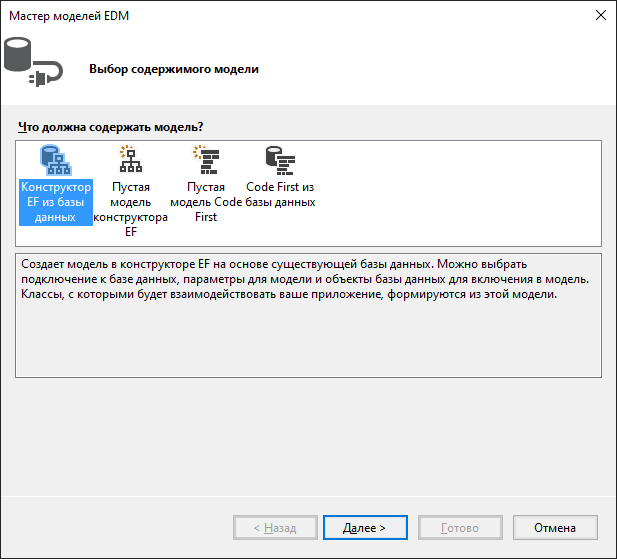 Мастер моделей EDM
Выбор содержимого модели
Что должна содержать модель?
Конструктор
EF из базы
данных
Пустая
модель
конструктора
EF
Пустая
модель Code
First
Code First из
базы данных
Создает модель в конструкторе EF на основе существующей базы данных. Можно выбрать
подключение к базе данных, параметры для модели и объекты базы данных для включения в модель.
Классы, с которыми будет взаимодействовать ваше приложение, формируются из этой модели.
< Назад
Далее >
Готово
Отмена